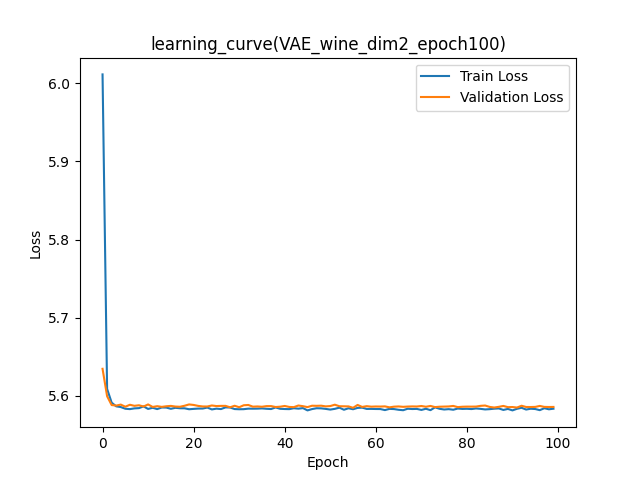 learning_curve(VAE_wine_dim2_epoch100)
Train Loss
Validation Loss
6.0
5.9
5.8
5.7
5.6
Loss
0 20 40 60 80 100
Epoch